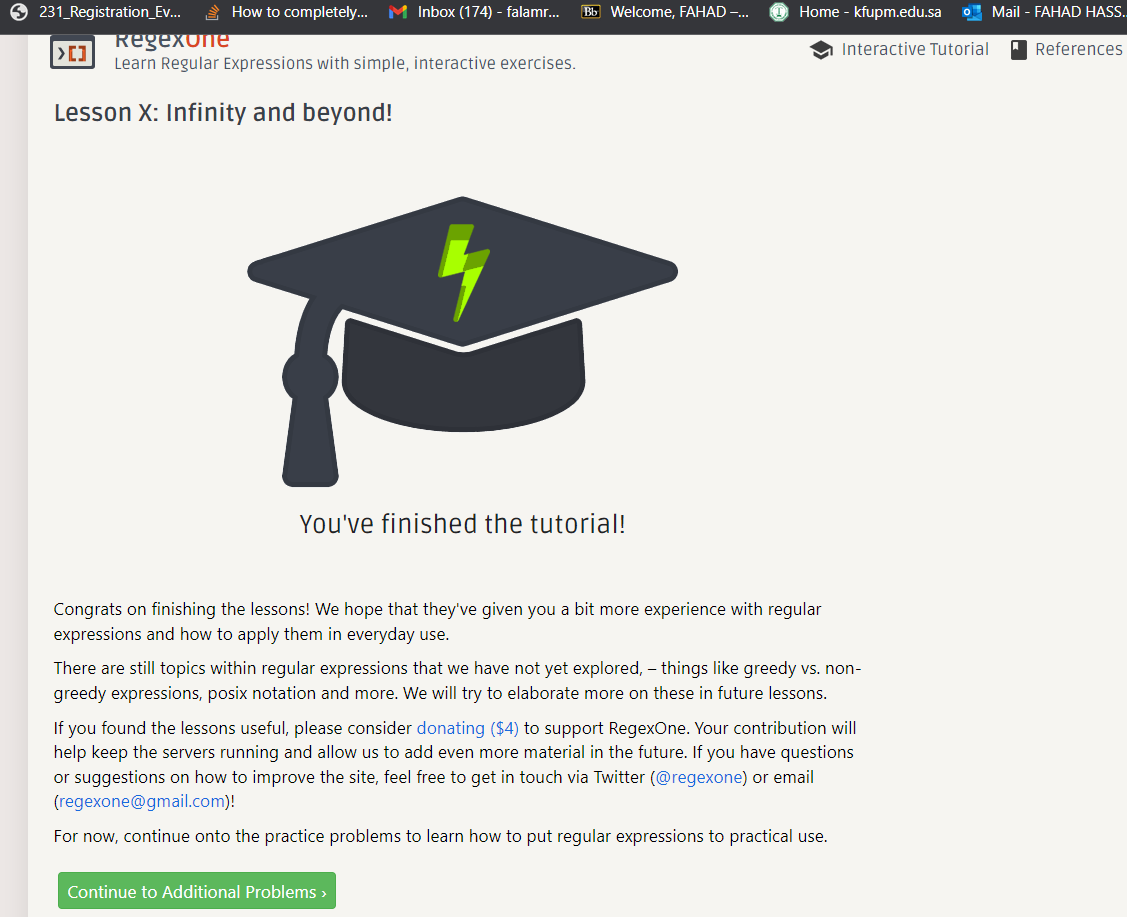 231_Registration_Ev... How to completely... Inbox (174) - falamr... Bb Welcome, FAHAD –... Home - kfupm.edu.sa Mail - FAHAD HASS...
RegexOne
Learn Regular Expressions with simple, interactive exercises.
Interactive Tutorial References
Lesson X: Infinity and beyond!
You've finished the tutorial!
Congrats on finishing the lessons! We hope that they've given you a bit more experience with regular
expressions and how to apply them in everyday use.
There are still topics within regular expressions that we have not yet explored, – things like greedy vs. non-
greedy expressions, posix notation and more. We will try to elaborate more on these in future lessons.
If you found the lessons useful, please consider donating ($4) to support RegexOne. Your contribution will
help keep the servers running and allow us to add even more material in the future. If you have questions
or suggestions on how to improve the site, feel free to get in touch via Twitter (@regexone) or email
(regexone@gmail.com)!
For now, continue onto the practice problems to learn how to put regular expressions to practical use.
Continue to Additional Problems ›